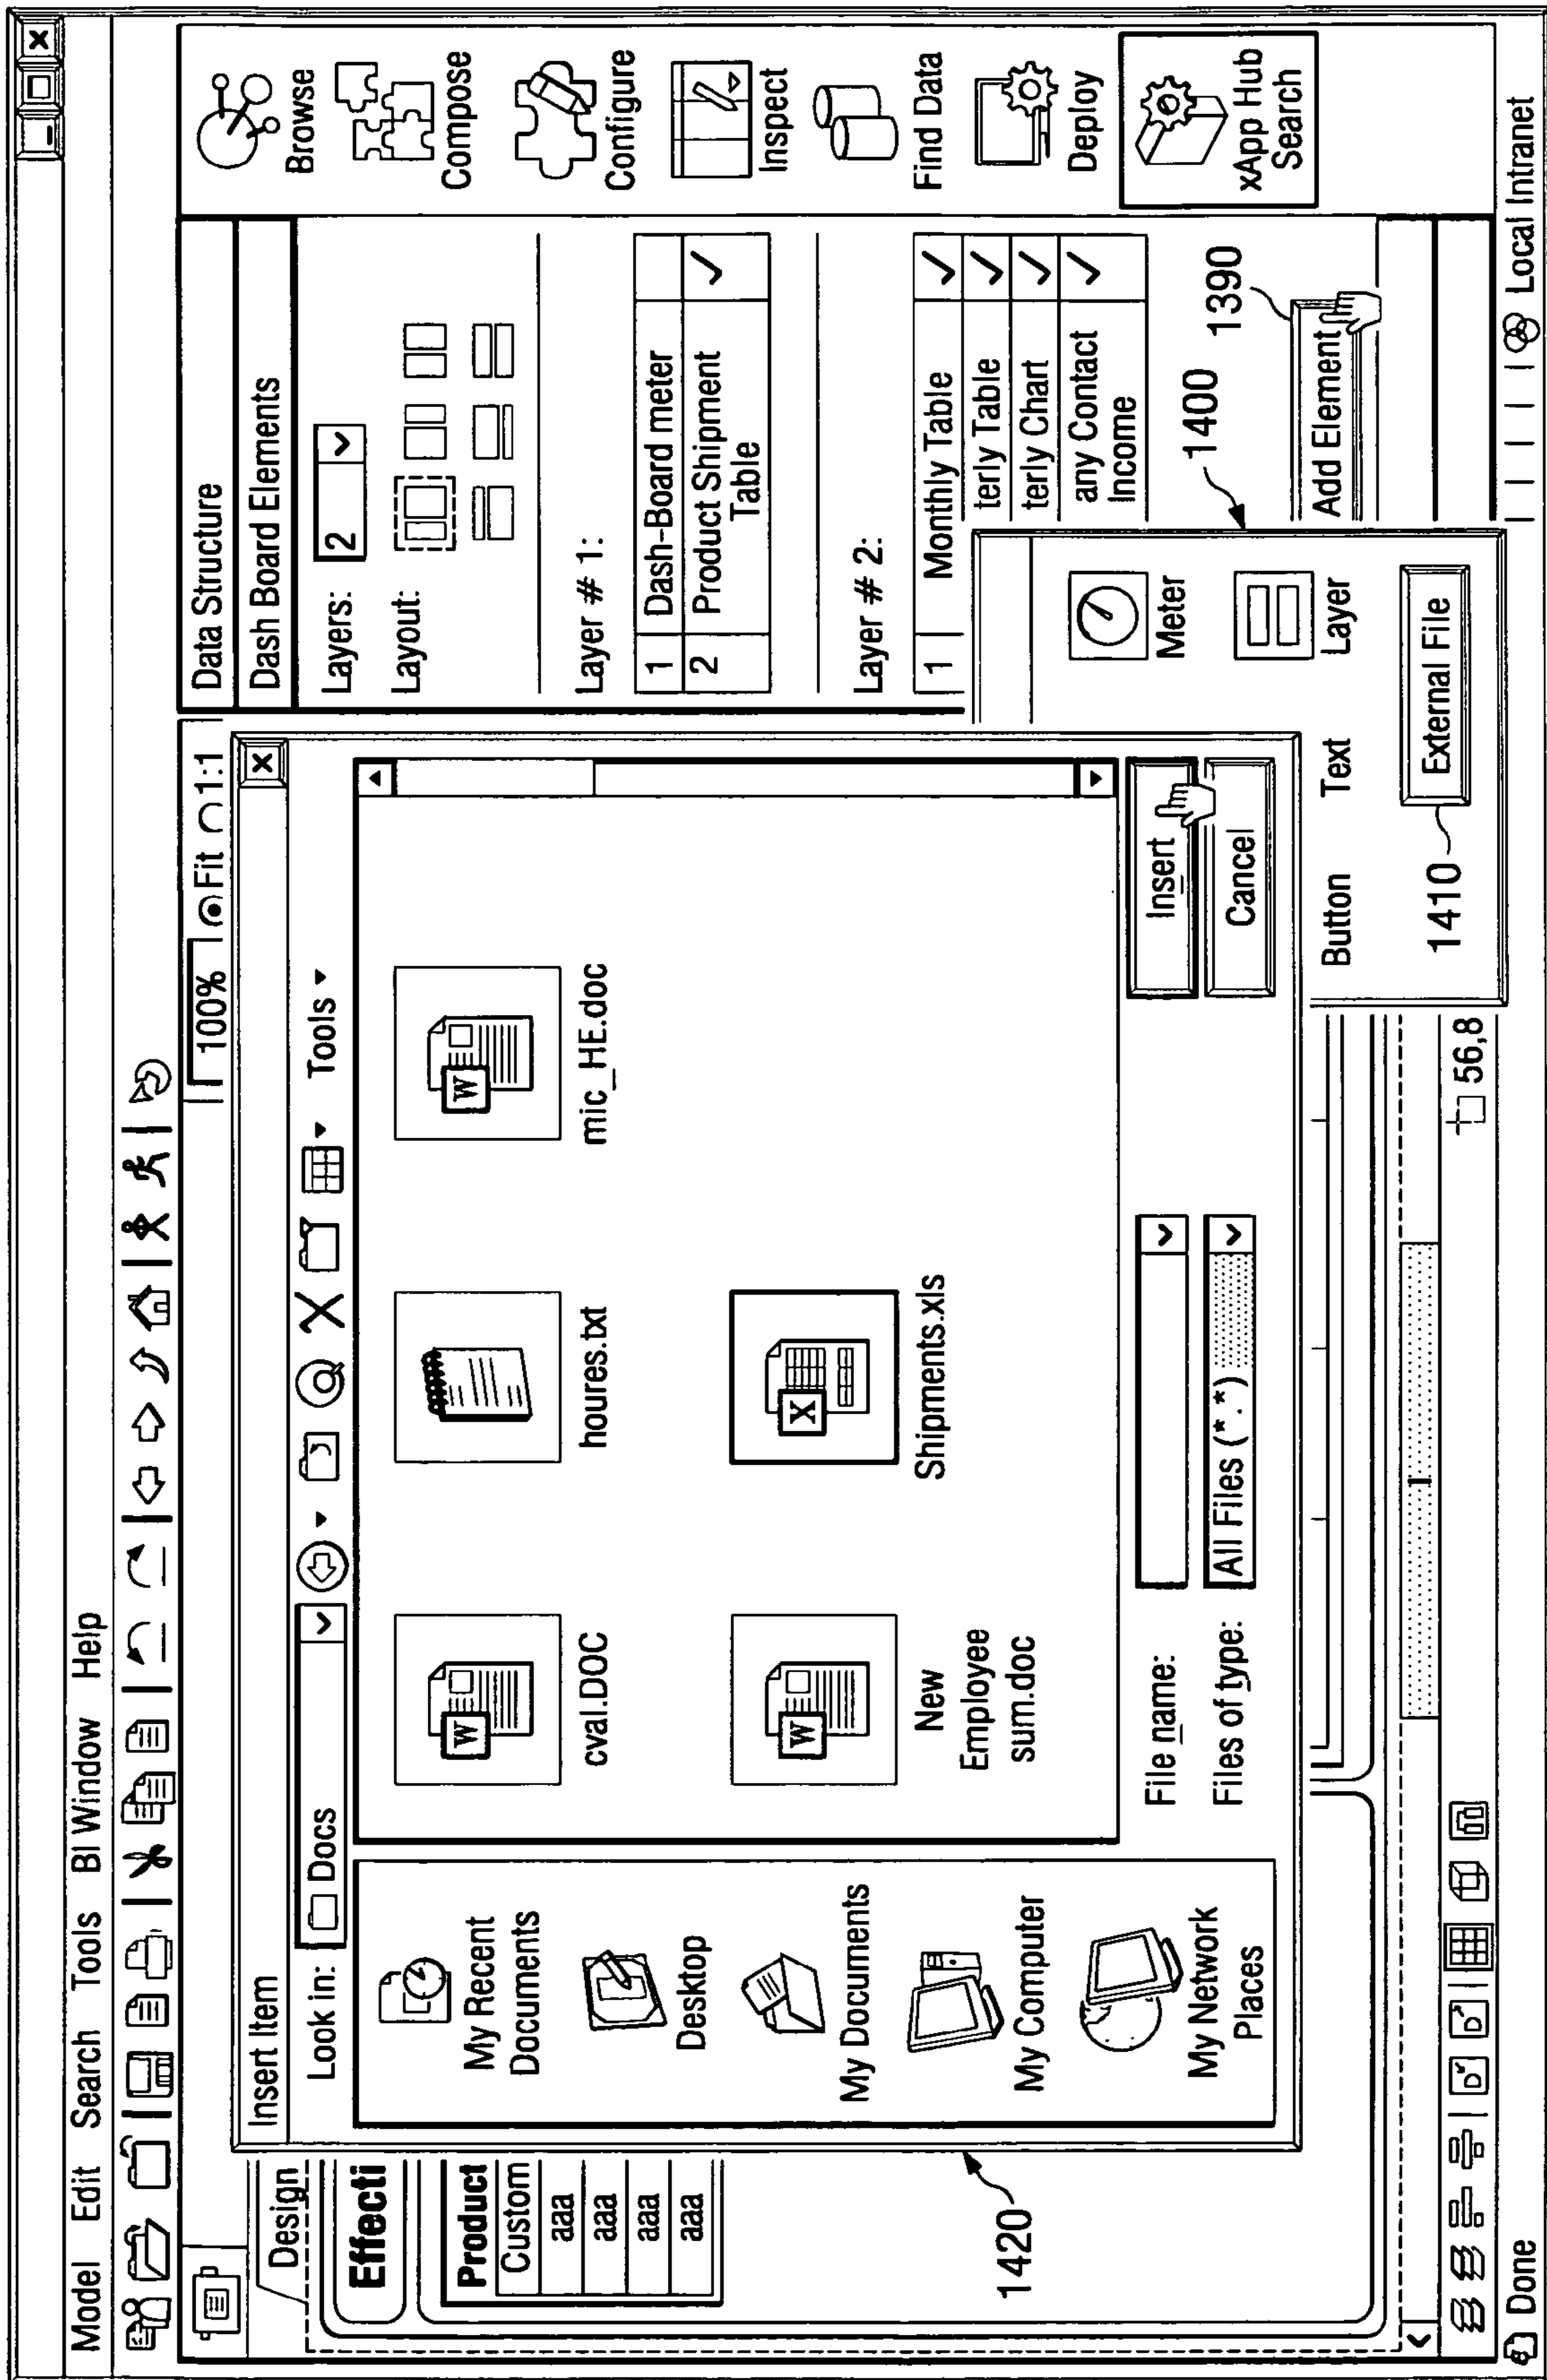 Model Edit Search Tools BI Window Help
100% Fit 1:1
Design
Effecti
Product
Custom
aaa
aaa
aaa
aaa
Insert Item
Look in: Docs
Tools
My Recent
Documents
Desktop
My Documents
My Computer
My Network
Places
W
cval.DOC
houres.txt
W
mic_HE.doc
W
New
Employee
sum.doc
X
Shipments.xls
File name:
Files of type: All Files (*.*)
Insert
Cancel
1420
Data Structure
Dash Board Elements
Layers: 2
Layout:
Layer # 1:
1 Dash-Board meter
2 Product Shipment
Table
Layer # 2:
1 Monthly Table
terly Table
terly Chart
any Contact
Income
1400
1390
Add Element
Meter
Button Text Layer
External File
1410
Browse
Compose
Configure
Inspect
Find Data
Deploy
xApp Hub
Search
56,8
Done
Local Intranet